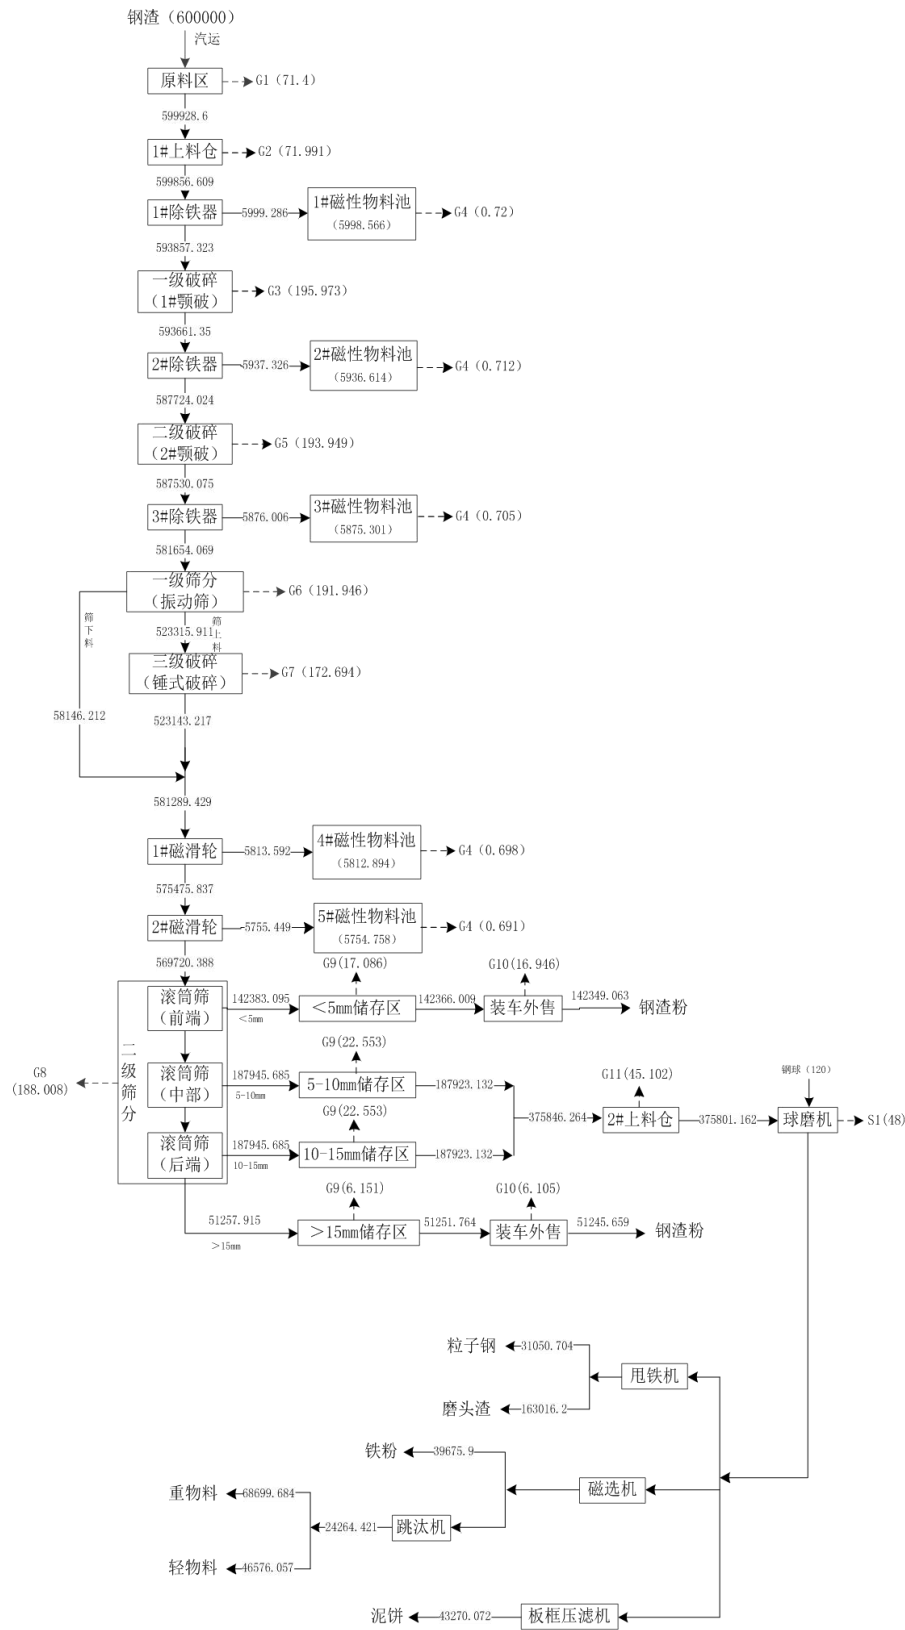 钢渣（600000）
汽运
原料区
G1（71.4）
599928.6
1#上料仓
G2（71.991）
599856.609
1#除铁器
5999.286
1#磁性物料池
（5998.566）
G4（0.72）
593857.323
一级破碎
（1#颚破）
G3（195.973）
593661.35
2#除铁器
5937.326
2#磁性物料池
（5936.614）
G4（0.712）
587724.024
二级破碎
（2#颚破）
G5（193.949）
587530.075
3#除铁器
5876.006
3#磁性物料池
（5875.301）
G4（0.705）
581654.069
一级筛分
（振动筛）
G6（191.946）
筛下料
523315.911
筛上料
三级破碎
（锤式破碎）
G7（172.694）
58146.212
523143.217
581289.429
1#磁滑轮
5813.592
4#磁性物料池
（5812.894）
G4（0.698）
575475.837
2#磁滑轮
5755.449
5#磁性物料池
（5754.758）
G4（0.691）
569720.388
二级筛分
G8
(188.008)
滚筒筛
（前端）
142383.095
＜5mm
G9(17.086)
＜5mm储存区
142366.009
G10(16.946)
装车外售
142349.063
钢渣粉
滚筒筛
（中部）
187945.685
5-10mm
G9(22.553)
5-10mm储存区
187923.132
滚筒筛
（后端）
187945.685
10-15mm
G9(22.553)
10-15mm储存区
187923.132
375846.264
G11(45.102)
2#上料仓
375801.162
钢球（120）
球磨机
S1(48)
51257.915
＞15mm
G9(6.151)
＞15mm储存区
51251.764
G10(6.105)
装车外售
51245.659
钢渣粉
粒子钢
31050.704
甩铁机
磨头渣
163016.2
铁粉
39675.9
磁选机
重物料
68699.684
24264.421
跳汰机
轻物料
46576.057
泥饼
43270.072
板框压滤机